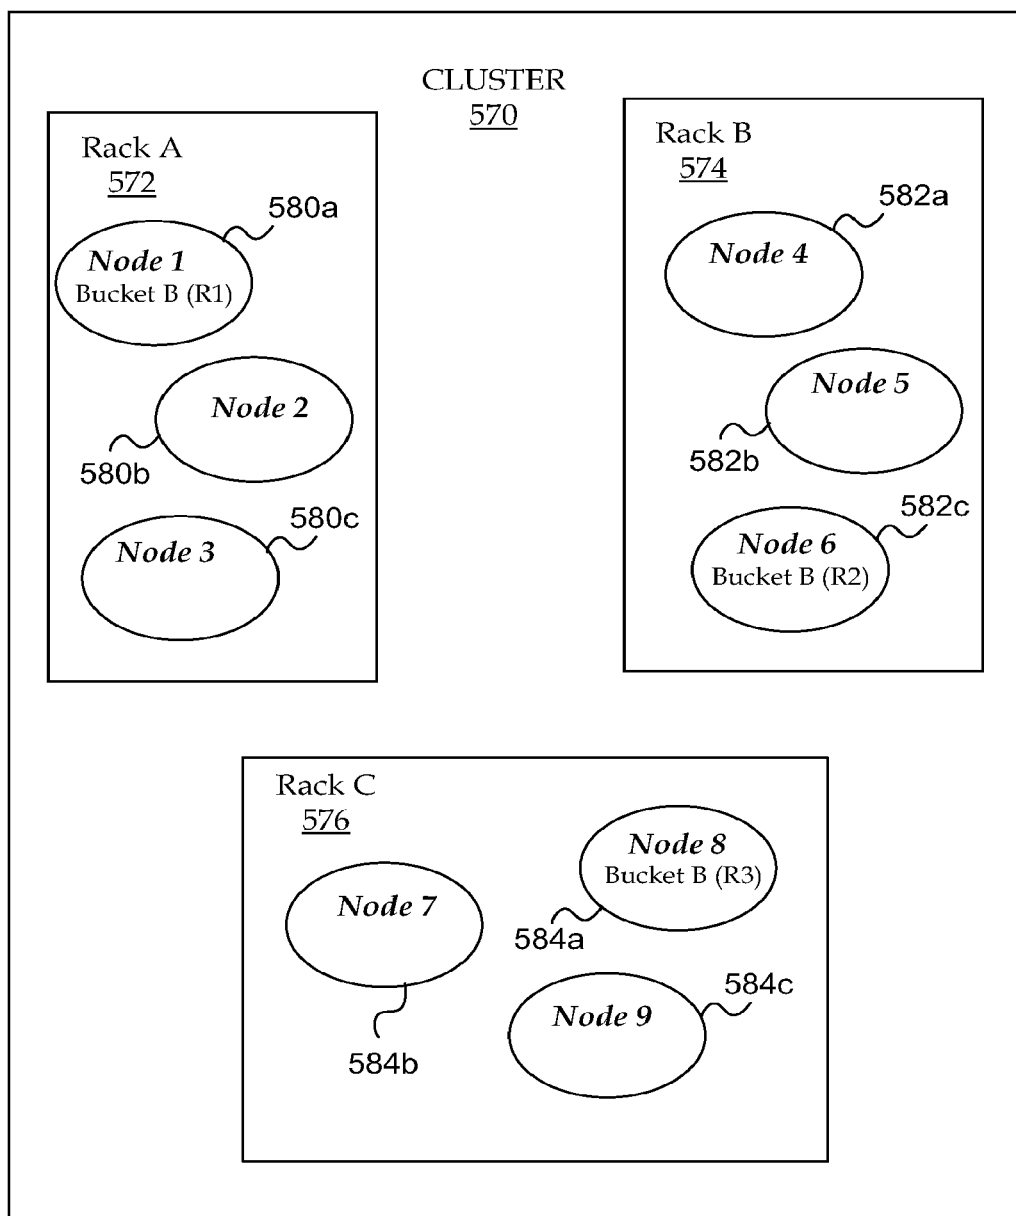 CLUSTER
570
Rack A
572
580a
Node 1
Bucket B (R1)
Node 2
580b
580c
Node 3
Rack B
574
582a
Node 4
Node 5
582b
582c
Node 6
Bucket B (R2)
Rack C
576
Node 8
Bucket B (R3)
Node 7
584a
584c
Node 9
584b